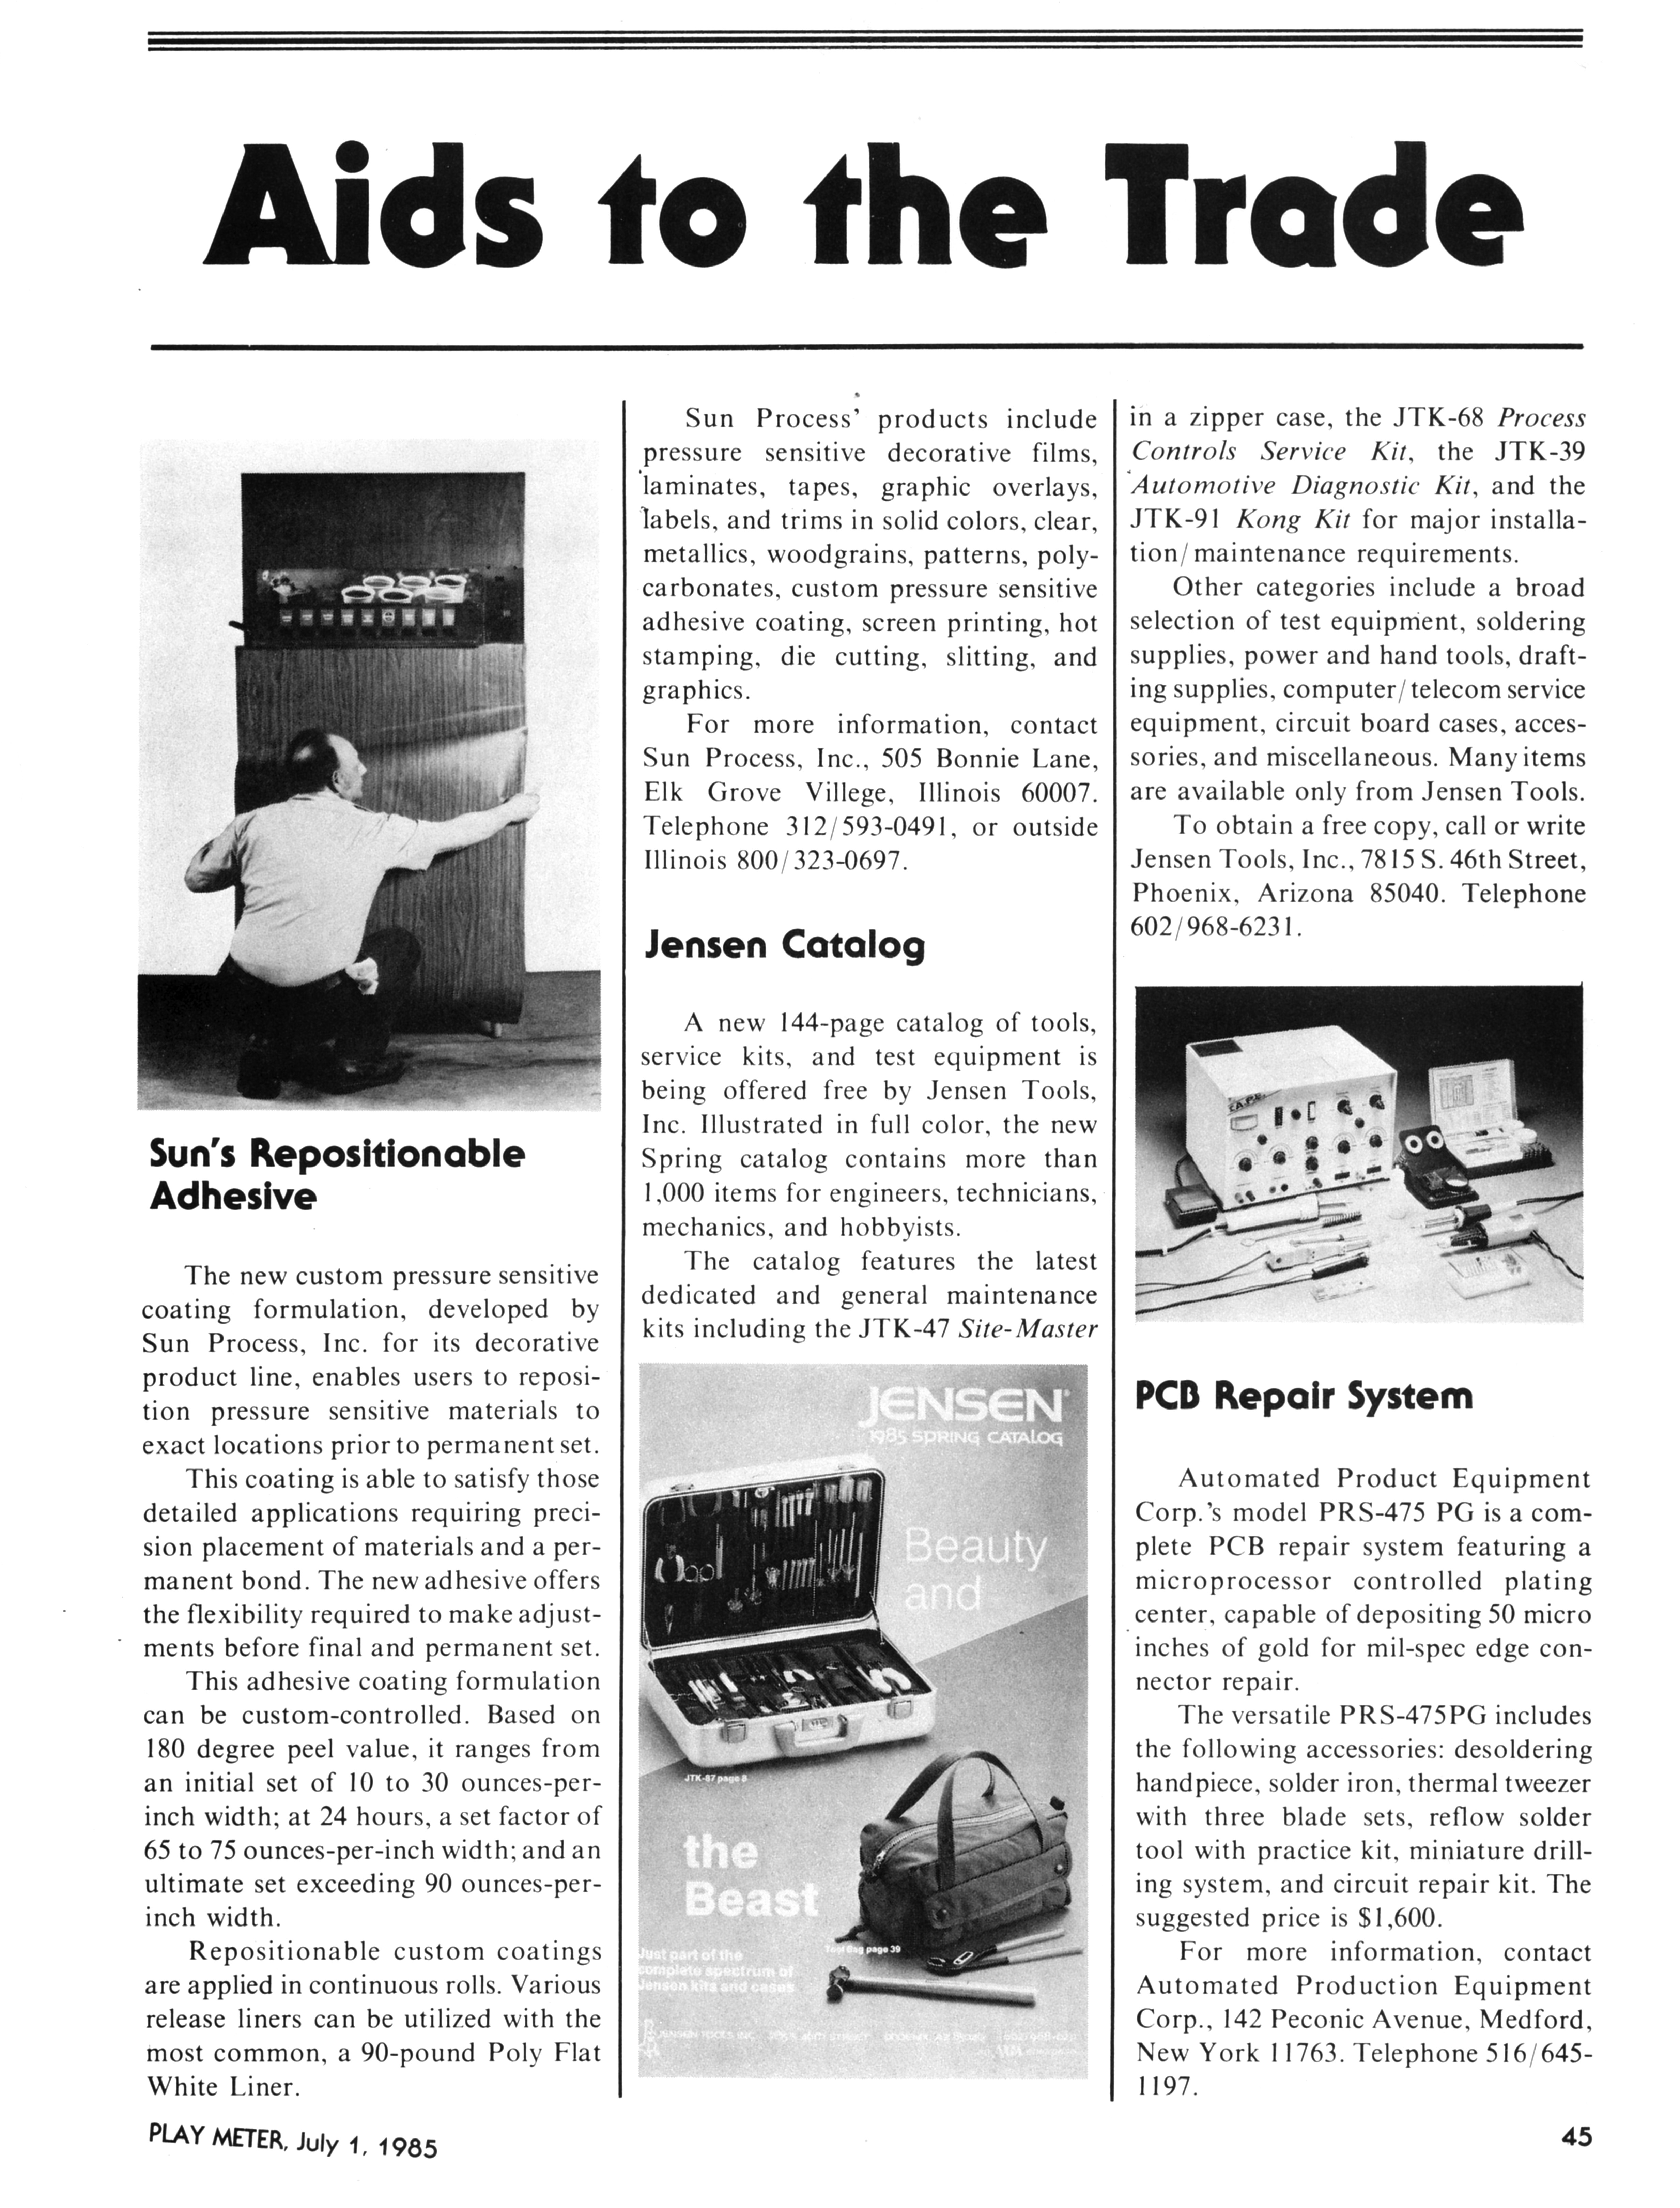 Aids to the Trade
Sun's Repositionable
Adhesive
The new custom pressure sensitive
coating formulation, developed by
Sun Process, Inc. for its decorative
product line, enables users to reposi-
tion pressure sensitive materials to
exact locations prior to permanent set.
This coating is able to satisfy those
detailed applications requiring preci-
sion placement of materials and a per-
manent bond. The new adhesive offers
the flexibility required to make adjust-
ments before final and permanent set.
This adhesive coating formulation
can be custom-controlled. Based on
180 degree peel value, it ranges from
an initial set of 10 to 30 ounces-per-
inch width; at 24 hours, a set factor of
65 to 75 ounces-per-inch width; and an
ultimate set exceeding 90 ounces-per-
inch width.
Repositionable custom coatings
are applied in continuous rolls. Various
release liners can be utilized with the
most common, a 90-pound Poly Flat
White Liner.
Sun Process' products include
pressure sensitive decorative films,
laminates, tapes, graphic overlays,
labels, and trims in solid colors, clear,
metallics, woodgrains, patterns, poly-
carbonates, custom pressure sensitive
adhesive coating, screen printing, hot
stamping, die cutting, slitting, and
graphics.
For more information, contact
Sun Process, Inc., 505 Bonnie Lane,
Elk Grove Villege, Illinois 60007.
Telephone 312/593-0491, or outside
Illinois 800/323-0697.
Jensen Catalog
A new 144-page catalog of tools,
service kits, and test equipment is
being offered free by Jensen Tools,
Inc. Illustrated in full color, the new
Spring catalog contains more than
1,000 items for engineers, technicians,
mechanics, and hobbyists.
The catalog features the latest
dedicated and general maintenance
kits including the JTK-47 Site-Master
JENSEN
1985 SPRING CATALOG
Beauty
and
JTK-87 page 8
the
Beast
Tool Bag page 39
Just part of the
complete spectrum of
Jensen kits and cases
in a zipper case, the JTK-68 Process
Controls Service Kit, the JTK-39
Automotive Diagnostic Kit, and the
JTK-91 Kong Kit for major installa-
tion/maintenance requirements.
Other categories include a broad
selection of test equipment, soldering
supplies, power and hand tools, draft-
ing supplies, computer/telecom service
equipment, circuit board cases, acces-
sories, and miscellaneous. Many items
are available only from Jensen Tools.
To obtain a free copy, call or write
Jensen Tools, Inc., 7815 S. 46th Street,
Phoenix, Arizona 85040. Telephone
602/968-6231.
PCB Repair System
Automated Product Equipment
Corp.'s model PRS-475 PG is a com-
plete PCB repair system featuring a
microprocessor controlled plating
center, capable of depositing 50 micro
inches of gold for mil-spec edge con-
nector repair.
The versatile PRS-475PG includes
the following accessories: desoldering
handpiece, solder iron, thermal tweezer
with three blade sets, reflow solder
tool with practice kit, miniature drill-
ing system, and circuit repair kit. The
suggested price is $1,600.
For more information, contact
Automated Production Equipment
Corp., 142 Peconic Avenue, Medford,
New York 11763. Telephone 516/645-
1197.
PLAY METER, July 1, 1985
45